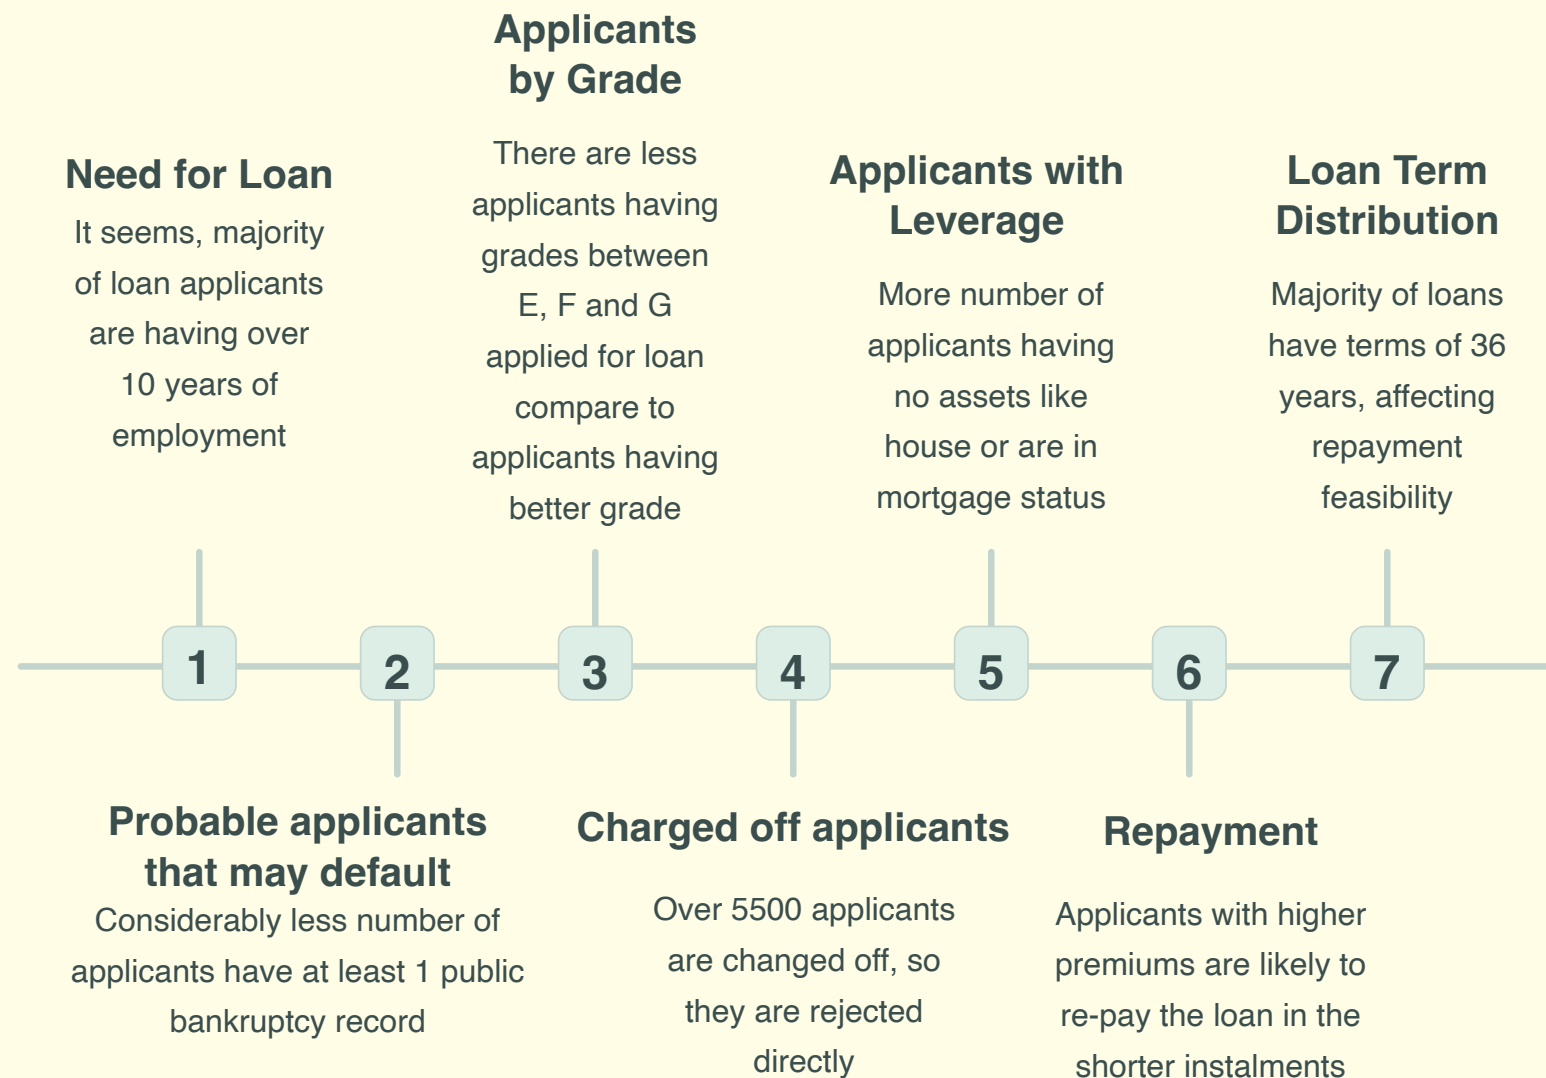 Need for Loan
It seems, majority
of loan applicants
are having over
10 years of
employment
Applicants
by Grade
There are less
applicants having
grades between
E, F and G
applied for loan
compare to
applicants having
better grade
Applicants with
Leverage
More number of
applicants having
no assets like
house or are in
mortgage status
Loan Term
Distribution
Majority of loans
have terms of 36
years, affecting
repayment
feasibility
1
2
3
4
5
6
7
Probable applicants
that may default
Considerably less number of
applicants have at least 1 public
bankruptcy record
Charged off applicants
Over 5500 applicants
are changed off, so
they are rejected
directly
Repayment
Applicants with higher
premiums are likely to
re-pay the loan in the
shorter instalments